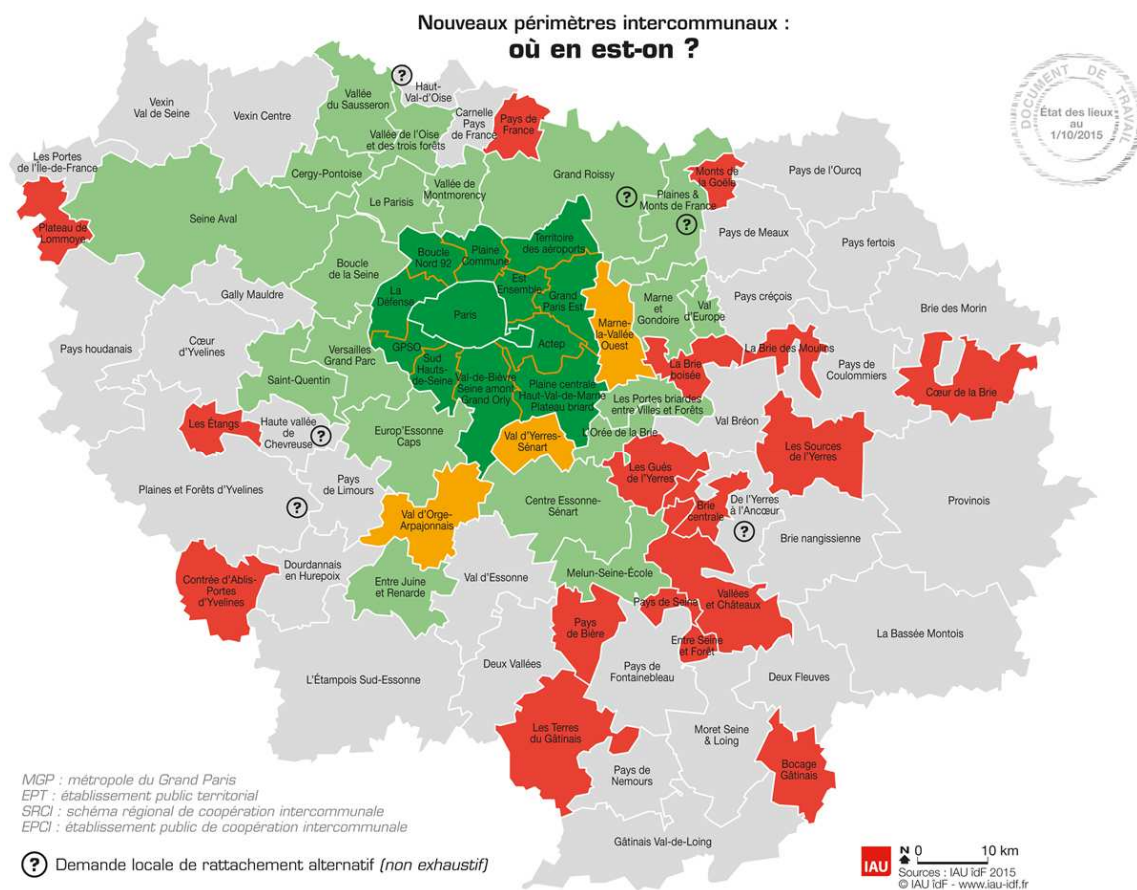 Nouveaux périmètres intercommunaux :
où en est-on ?
DOCUMENT DE TRAVAIL
État des lieux
au
1/10/2015
?
Haut-
Val-d'Oise
Vexin
Val de Seine
Vexin Centre
Vallée
du Sausseron
Carnelle
Pays
de France
Pays de
France
Vallée de l'Oise
et des trois forêts
Les Portes
de l'Île-de-France
Cergy-Pontoise
Vallée de
Montmorency
Grand Roissy
Monts de
la Goële
Pays de l'Ourcq
Le Parisis
?
Plaines &
Monts de France
?
Seine Aval
Plateau de
Lommoye
Pays de Meaux
Pays fertois
Boucle
de la Seine
Boucle
Nord 92
Plaine
Commune
Territoire
des aéroports
Gally Mauldre
La
Défense
Est
Ensemble
Grand
Paris Est
Marne
et
Gondoire
Val
d'Europe
Pays créçois
Brie des Morin
Paris
Marne-
la-Vallée
Ouest
Pays houdanais
Cœur
d'Yvelines
Versailles
Grand Parc
GPSO
Actep
La Brie des Moulins
Sud
Hauts-
de-Seine
Val-de-Bièvre
Seine amont
Grand Orly
La Brie
boisée
Pays de
Coulommiers
Saint-Quentin
Plaine centrale
Haut-Val-de-Marne
Plateau briard
Les Portes briardes
entre Villes et Forêts
Cœur de la Brie
Les Étangs
Haute vallée
de
Chevreuse
?
Europ'Essonne
Caps
Val d'Yerres-
Sénart
L'Orée de la Brie
Val Bréon
Les Sources
de l'Yerres
Les Gués
de l'Yerres
Plaines et Forêts d'Yvelines
Pays
de Limours
?
Centre Essonne-
Sénart
Brie
centrale
De l'Yerres
à l'Ancœur
?
Provinois
Val d'Orge-
Arpajonnais
Brie nangissienne
Contrée d'Ablis-
Portes
d'Yvelines
Dourdannais
en Hurepoix
Entre Juine
et Renarde
Val d'Essonne
Melun-Seine-École
Pays de Seine
Vallées
et Châteaux
Pays
de Bière
Entre Seine
et Forêt
La Bassée Montois
L'Étampois Sud-Essonne
Deux Vallées
Pays de
Fontainebleau
Deux Fleuves
Les Terres
du Gâtinais
Moret Seine
& Loing
Bocage
Gâtinais
Pays de
Nemours
Gâtinais Val-de-Loing
MGP : métropole du Grand Paris
EPT : établissement public territorial
SRCI : schéma régional de coopération intercommunale
EPCI : établissement public de coopération intercommunale
? Demande locale de rattachement alternatif (non exhaustif)
IAU
N 0 10 km
Sources : IAU îdF 2015
© IAU îdF - www.iau-idf.fr